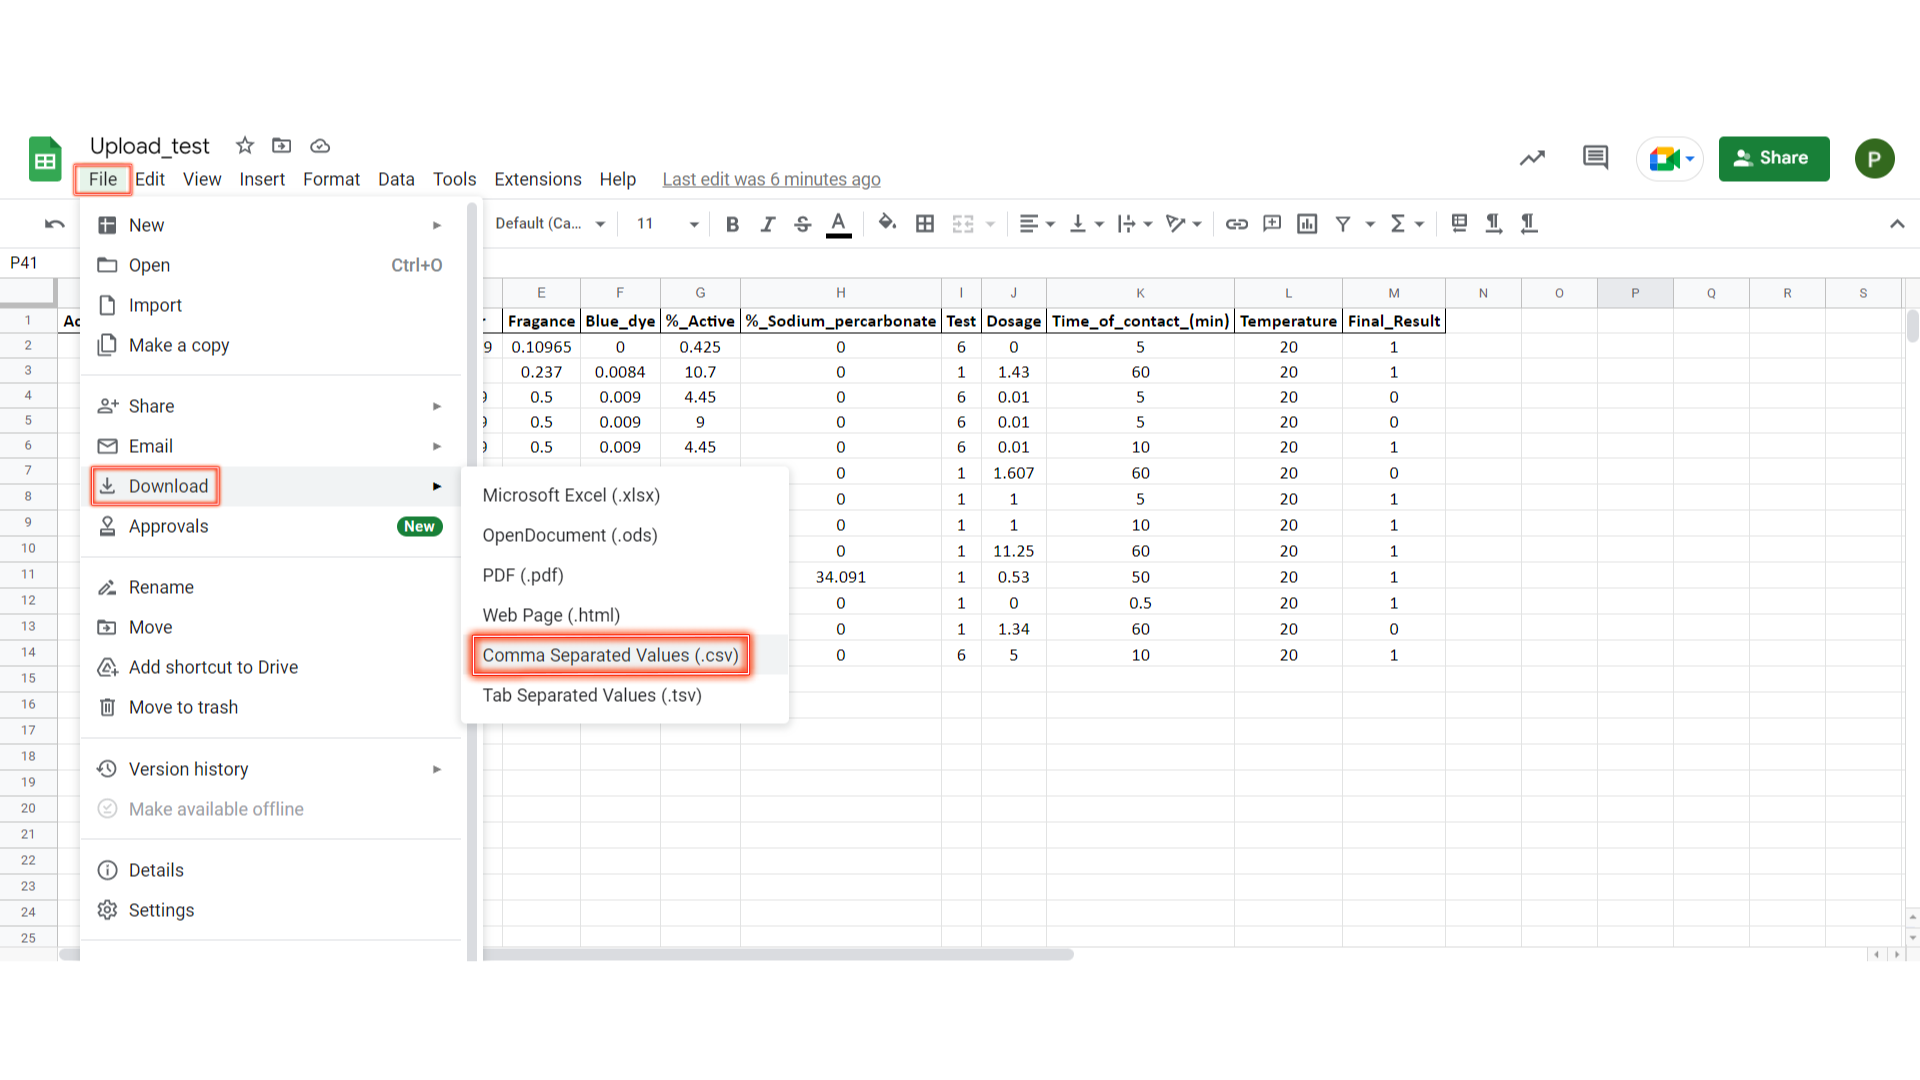 Upload_test
File Edit View Insert Format Data Tools Extensions Help Last edit was 6 minutes ago
Share
P
Default (Ca... 11 B I S A
P41
E F G H I J K L M N O P Q R S
1 Ac Fragance Blue_dye %_Active %_Sodium_percarbonate Test Dosage Time_of_contact_(min) Temperature Final_Result
2 9 0.10965 0 0.425 0 6 0 5 20 1
3 0.237 0.0084 10.7 0 1 1.43 60 20 1
4 9 0.5 0.009 4.45 0 6 0.01 5 20 0
5 9 0.5 0.009 9 0 6 0.01 5 20 0
6 9 0.5 0.009 4.45 0 6 0.01 10 20 1
7 0 1 1.607 60 20 0
8 0 1 1 5 20 1
9 0 1 1 10 20 1
10 0 1 11.25 60 20 1
11 34.091 1 0.53 50 20 1
12 0 1 0 0.5 20 1
13 0 1 1.34 60 20 0
14 0 6 5 10 20 1
15
16
17
18
19
20
21
22
23
24
25
New
Open Ctrl+O
Import
Make a copy
Share
Email
Download
Approvals New
Rename
Move
Add shortcut to Drive
Move to trash
Version history
Make available offline
Details
Settings
Microsoft Excel (.xlsx)
OpenDocument (.ods)
PDF (.pdf)
Web Page (.html)
Comma Separated Values (.csv)
Tab Separated Values (.tsv)